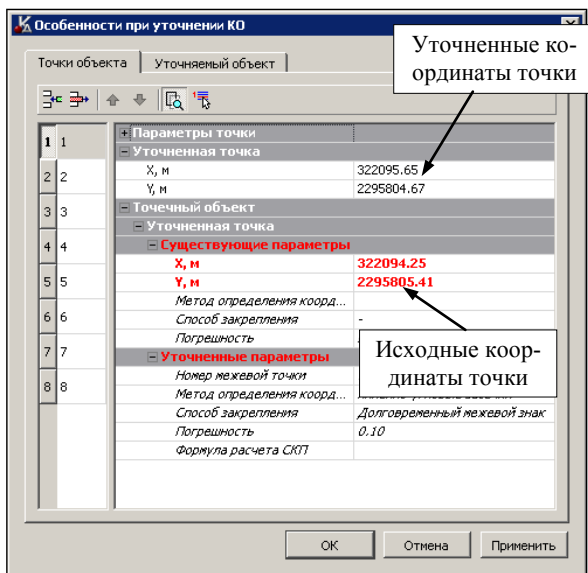 Особенности при уточнении КО
Уточненные ко-
ординаты точки
Точки объекта
Уточняемый объект
1 1
2 2
3 3
4 4
5 5
6 6
7 7
8 8
Параметры точки
Уточненная точка
X, м 322095.65
Y, м 2295804.67
Точечный объект
Уточненная точка
Существующие параметры
X, м 322094.25
Y, м 2295805.41
Метод определения коорд...
Способ закрепления -
Погрешность
Исходные коор-
динаты точки
Уточненные параметры
Номер межевой точки
Метод определения коорд...
Способ закрепления Долговременный межевой знак
Погрешность 0.10
Формула расчета СКП
OK
Отмена
Применить